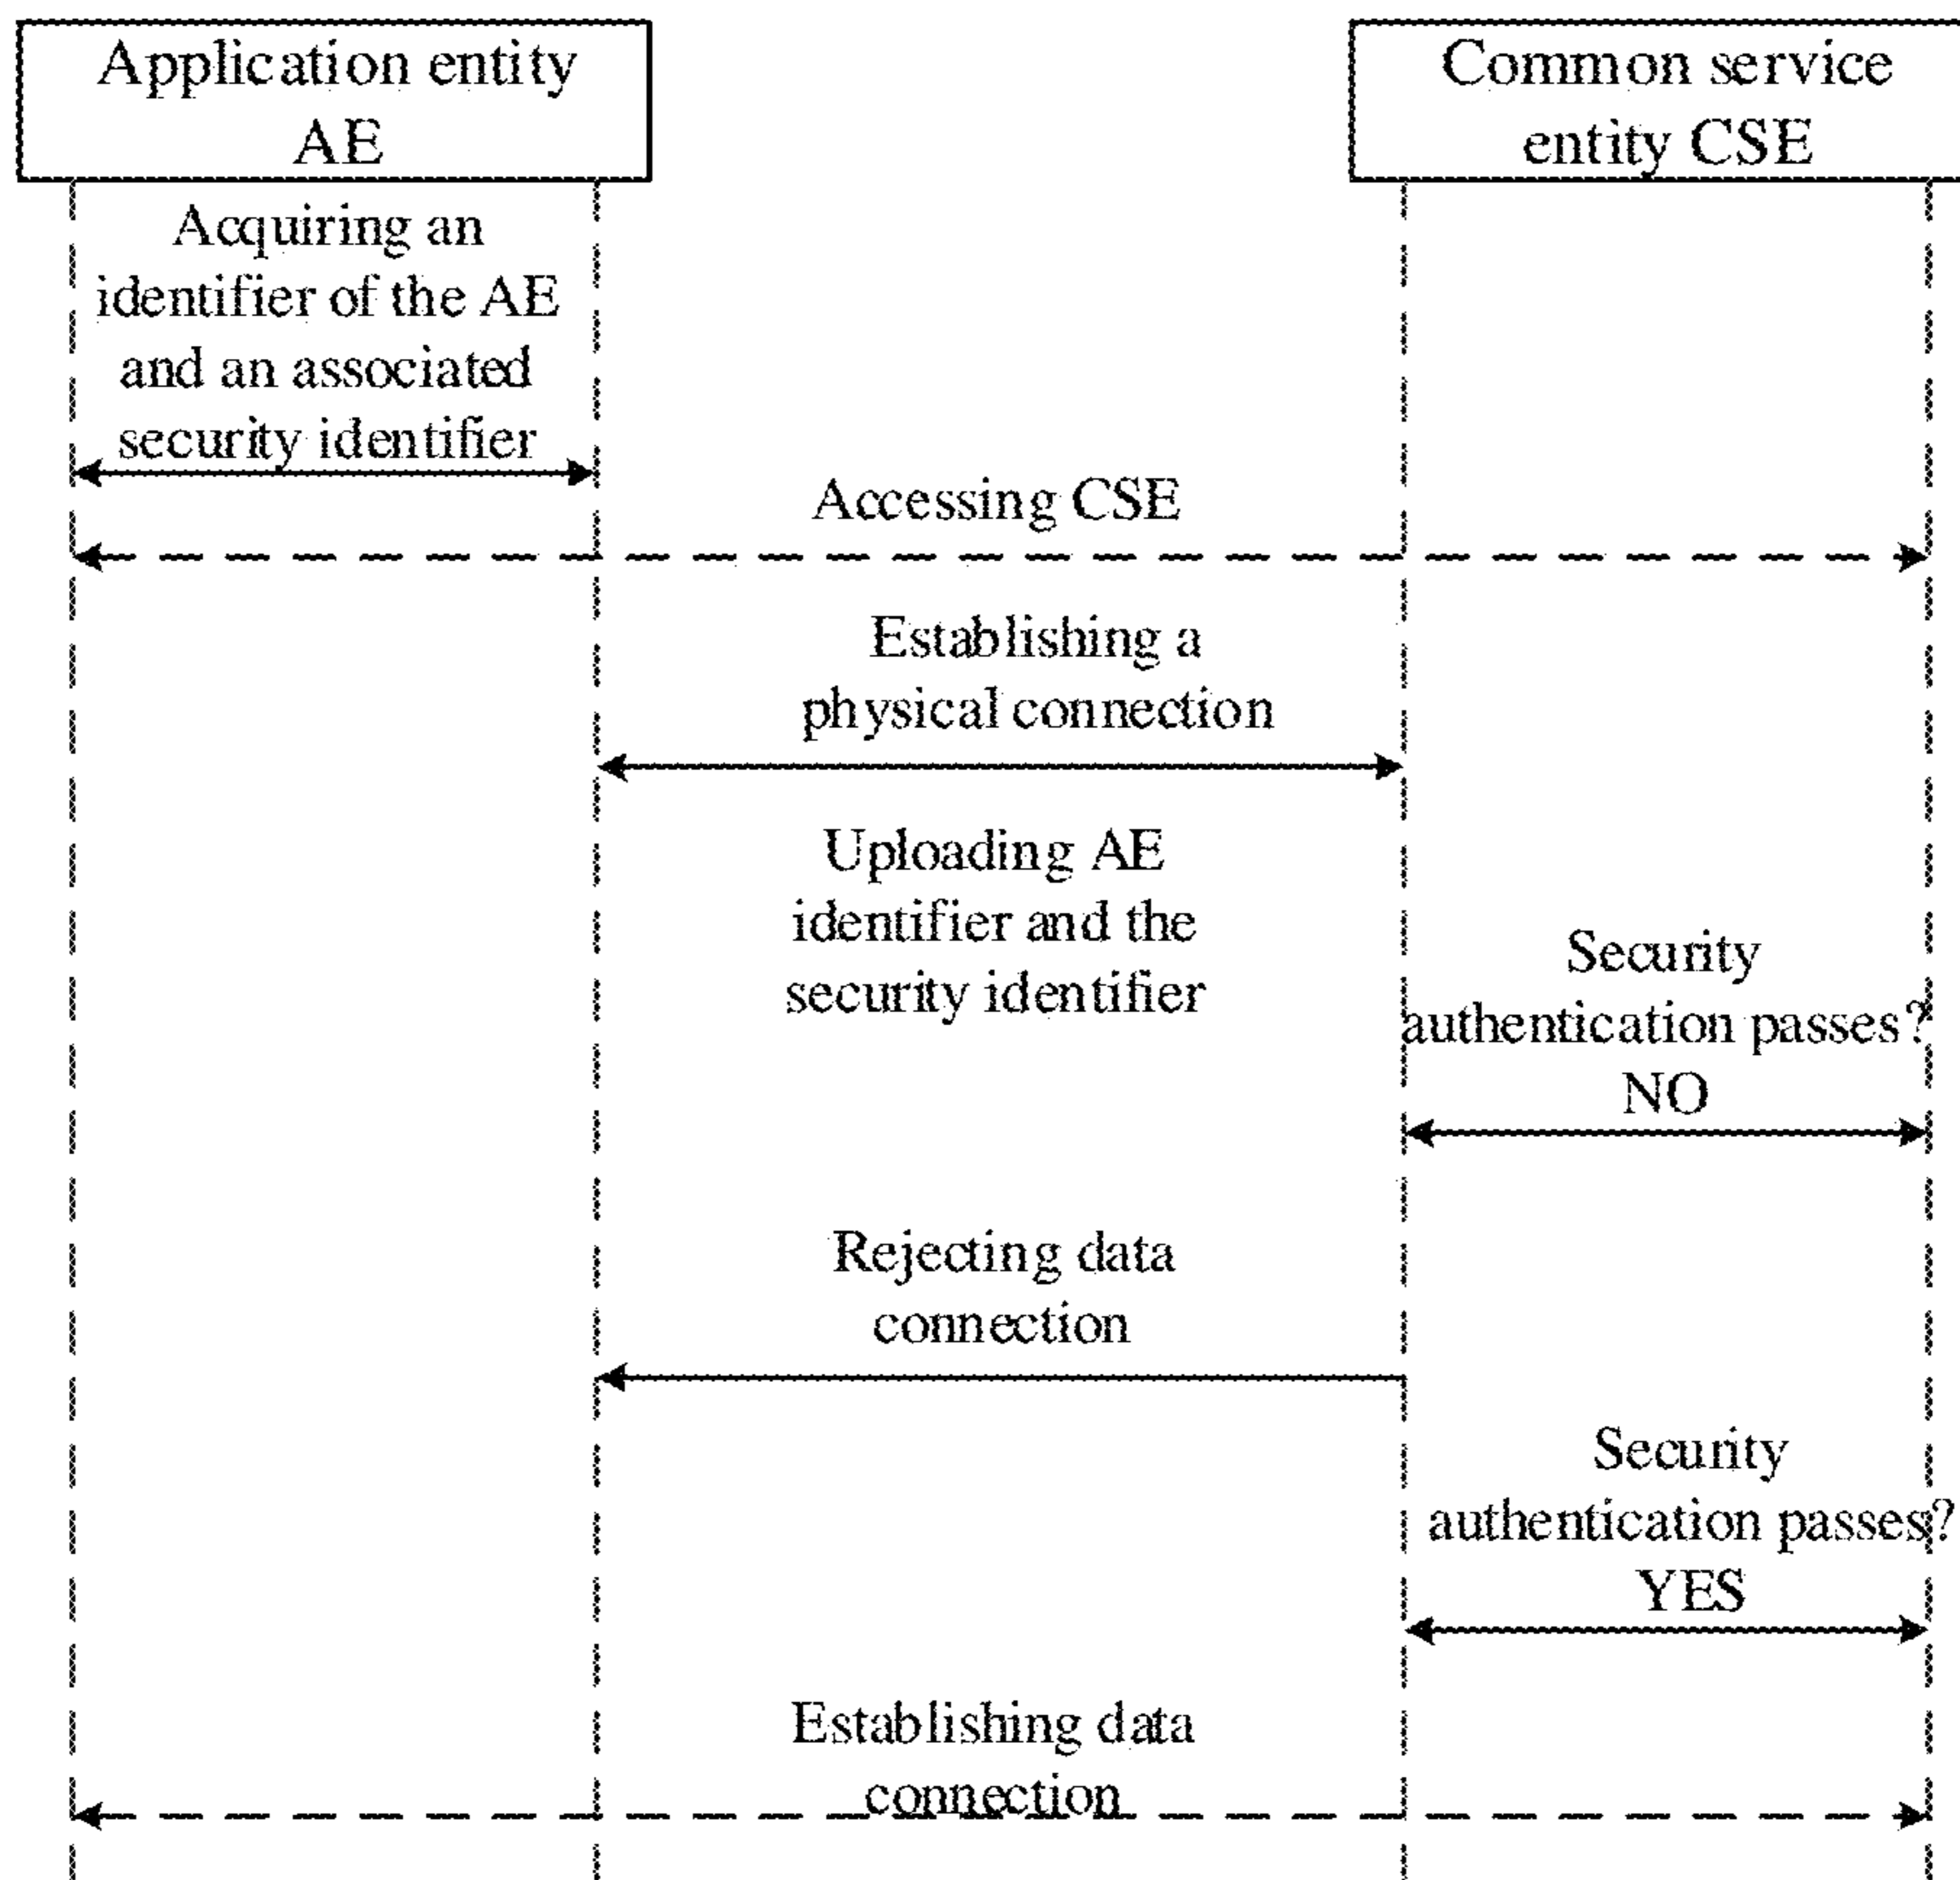 Application entity
AE
Common service
entity CSE
Acquiring an
identifier of the AE
and an associated
security identifier
Accessing CSE
Establishing a
physical connection
Uploading AE
identifier and the
security identifier
Security
authentication passes?
NO
Rejecting data
connection
Security
authentication passes?
YES
Establishing data
connection